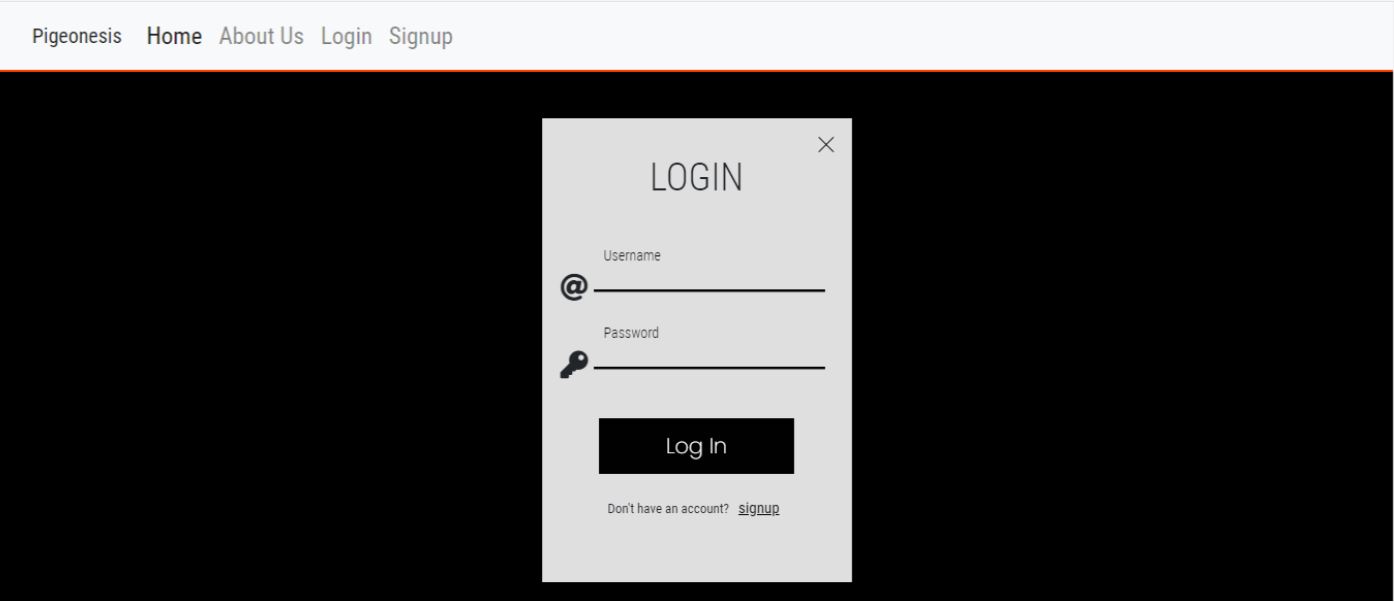 Pigeonesis Home About Us Login Signup
LOGIN
Username
@
Password
Log In
Don't have an account? signup